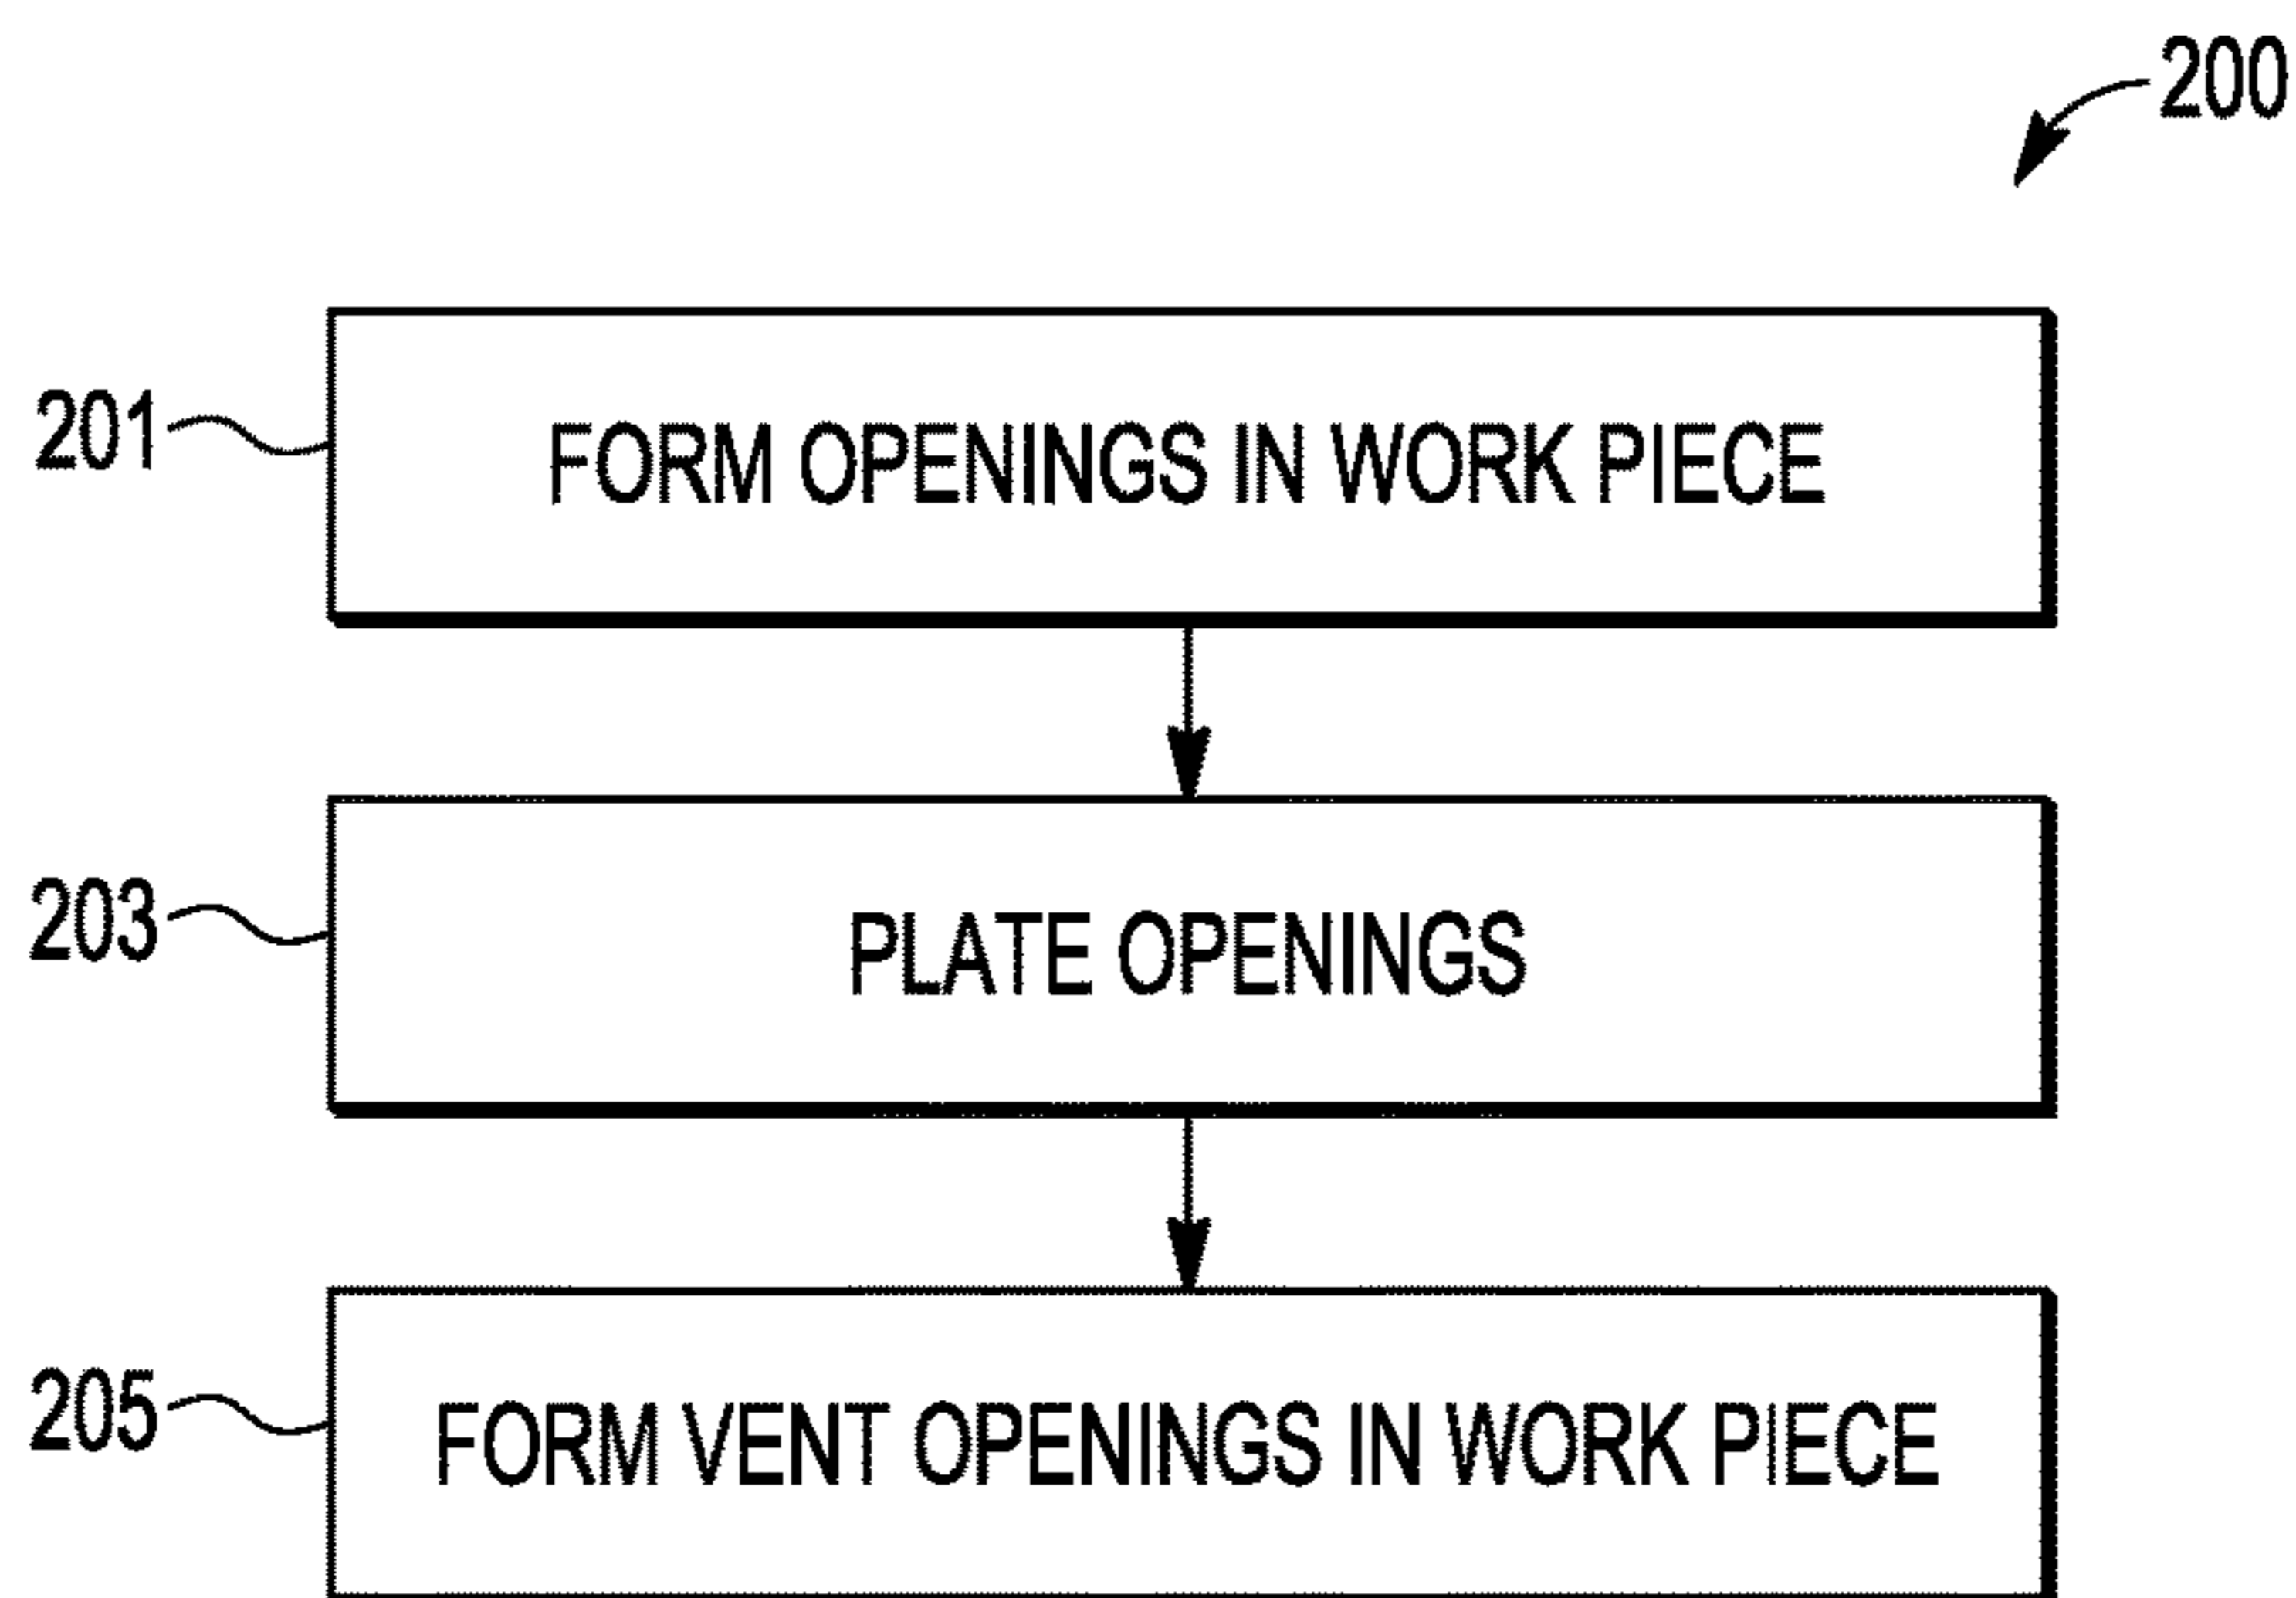 200
201
FORM OPENINGS IN WORK PIECE
203
PLATE OPENINGS
205
FORM VENT OPENINGS IN WORK PIECE